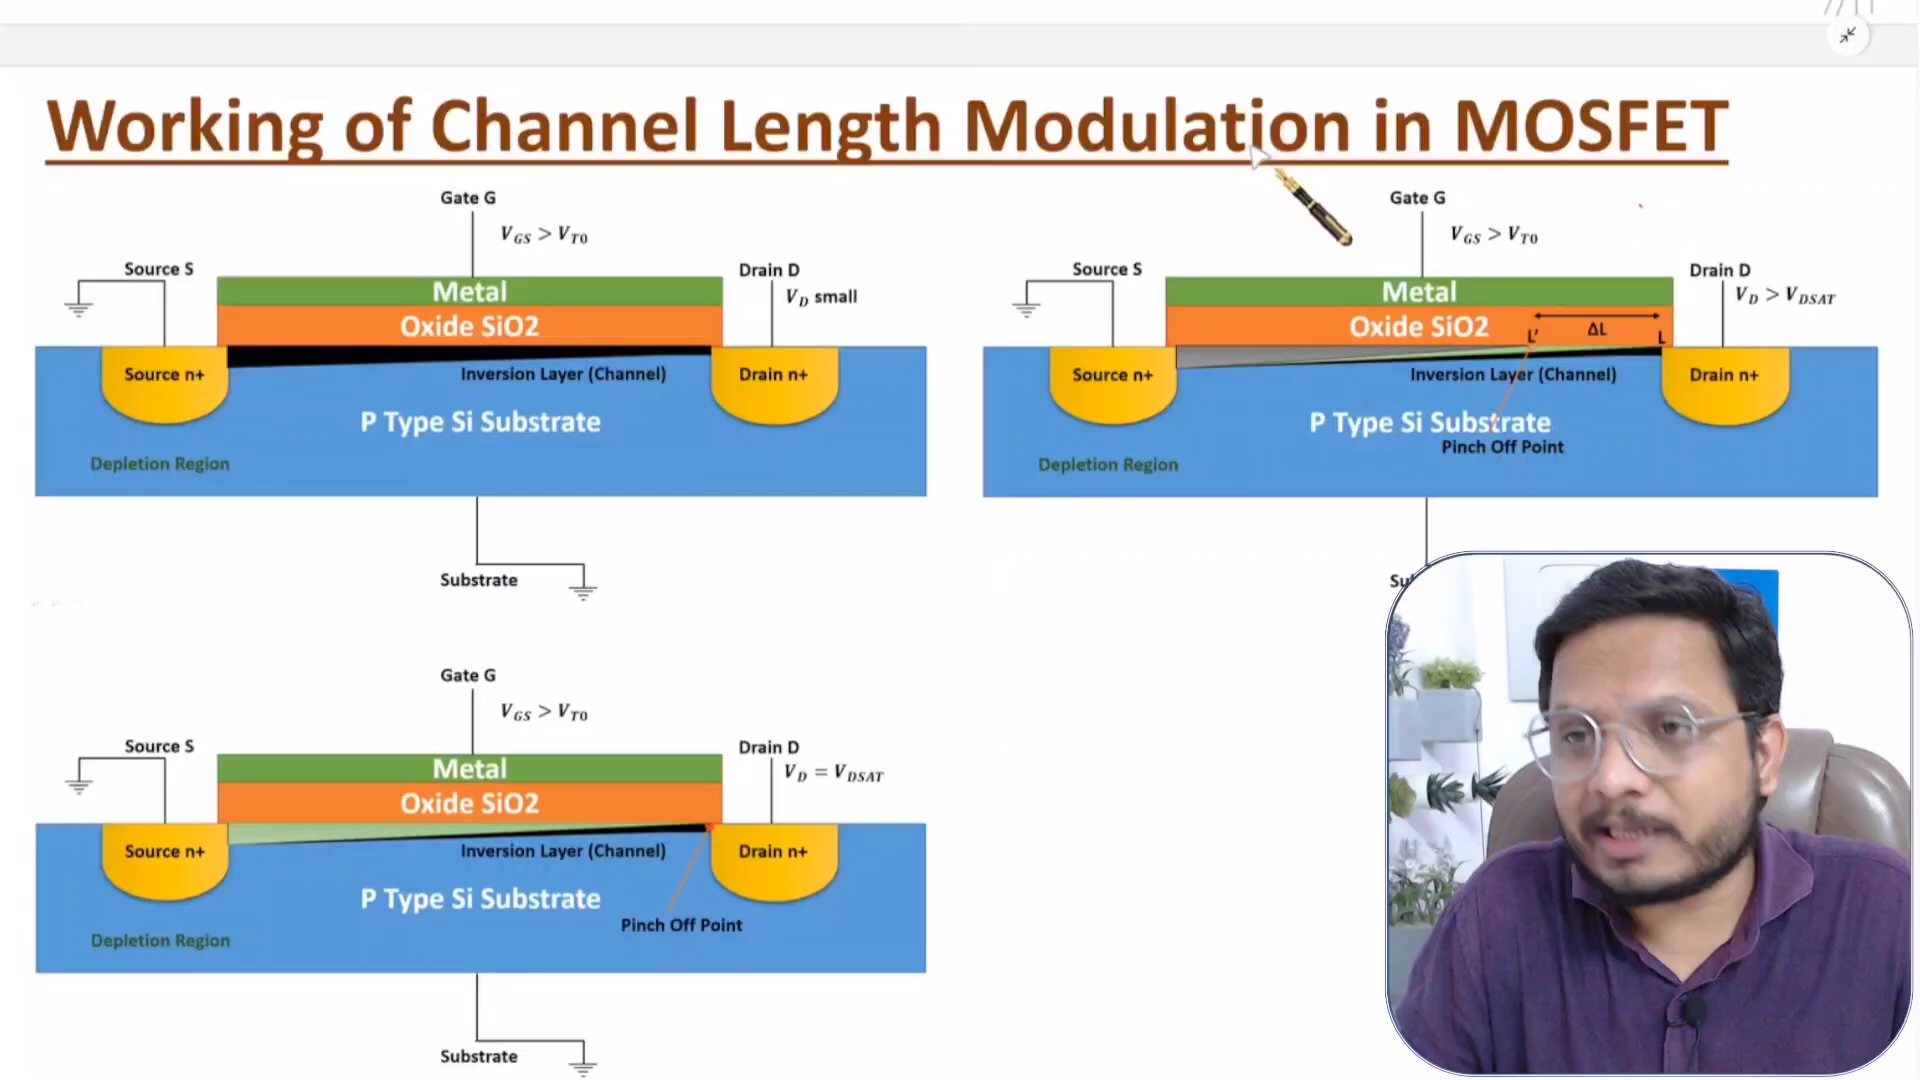 Working of Channel Length Modulation in MOSFET
Gate G
V_GS > V_T0
Source S
Drain D
V_D small
Metal
Oxide SiO2
Source n+
Inversion Layer (Channel)
Drain n+
P Type Si Substrate
Depletion Region
Substrate
Gate G
V_GS > V_T0
Source S
Drain D
V_D > V_DSAT
Metal
Oxide SiO2
ΔL
L'
L
Source n+
Inversion Layer (Channel)
Drain n+
P Type Si Substrate
Pinch Off Point
Depletion Region
Su
Gate G
V_GS > V_T0
Source S
Drain D
V_D = V_DSAT
Metal
Oxide SiO2
Source n+
Inversion Layer (Channel)
Drain n+
P Type Si Substrate
Pinch Off Point
Depletion Region
Substrate